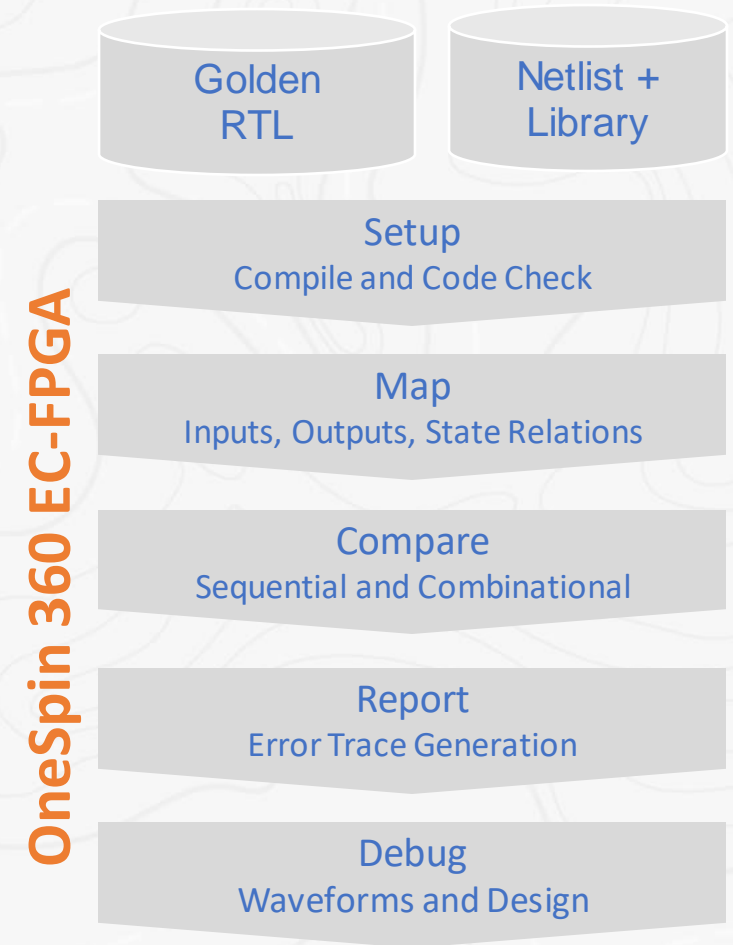 Golden
RTL
Netlist +
Library
OneSpin 360 EC-FPGA
Setup
Compile and Code Check
Map
Inputs, Outputs, State Relations
Compare
Sequential and Combinational
Report
Error Trace Generation
Debug
Waveforms and Design